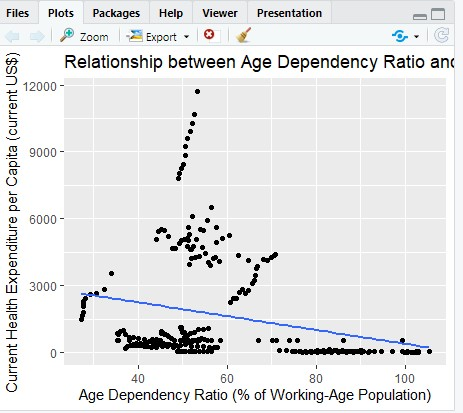 Files Plots Packages Help Viewer Presentation
Zoom Export
Relationship between Age Dependency Ratio and
Current Health Expenditure per Capita (current US$)
12000
9000
6000
3000
0
40 60 80 100
Age Dependency Ratio (% of Working-Age Population)